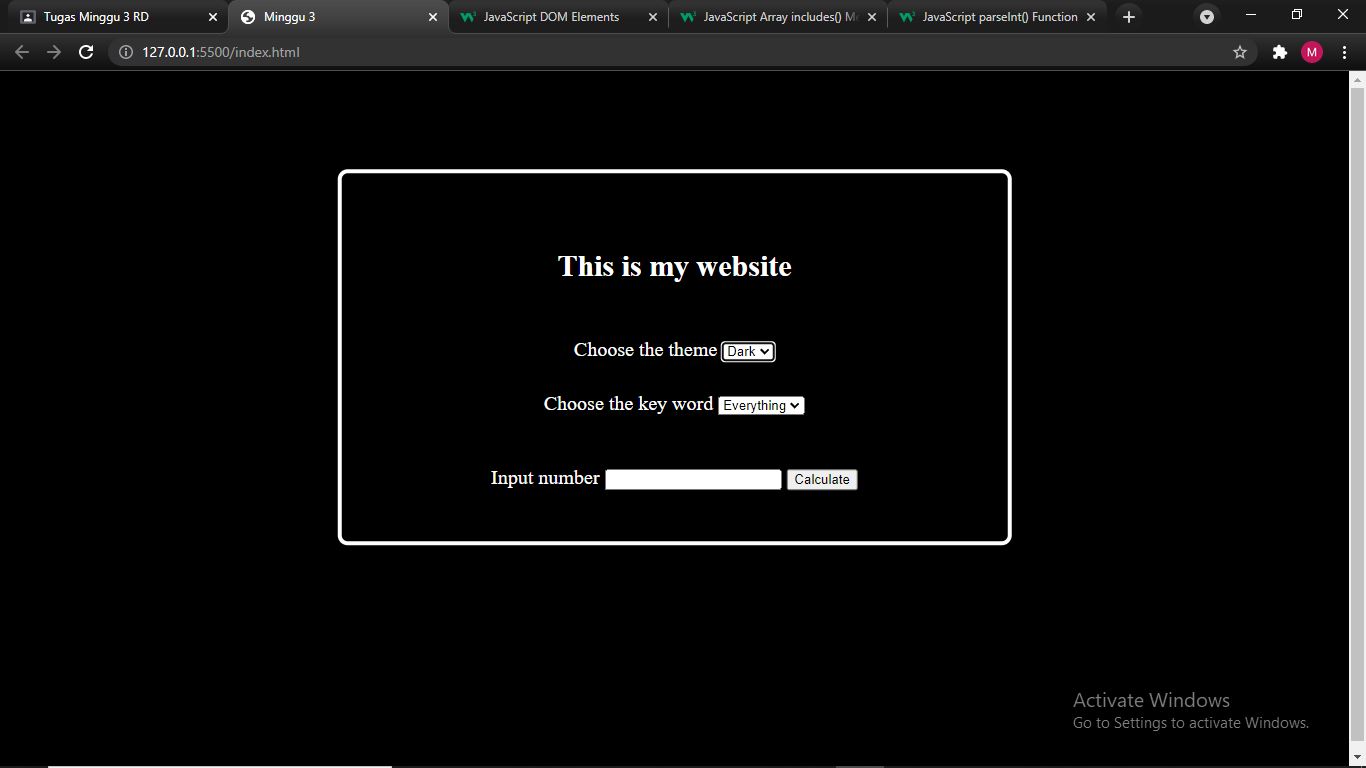 Tugas Minggu 3 RD
Minggu 3
JavaScript DOM Elements
JavaScript Array includes()
JavaScript parseInt() Function
127.0.0.1:5500/index.html
M
This is my website
Choose the theme Dark
Choose the key word Everything
Input number Calculate
Activate Windows
Go to Settings to activate Windows.